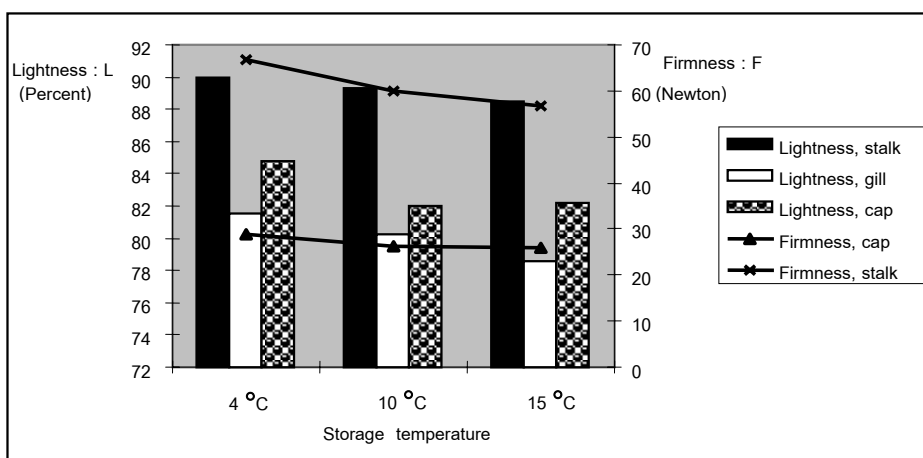 Lightness : L
(Percent)
92
90
88
86
84
82
80
78
76
74
72
Firmness : F
(Newton)
70
60
50
40
30
20
10
0
4 °C
10 °C
15 °C
Storage temperature
Lightness, stalk
Lightness, gill
Lightness, cap
Firmness, cap
Firmness, stalk